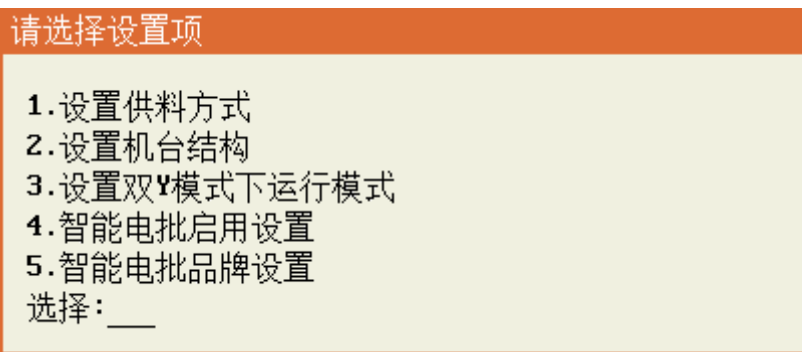 请选择设置项
1.设置供料方式
2.设置机台结构
3.设置双Y模式下运行模式
4.智能电批启用设置
5.智能电批品牌设置
选择:___